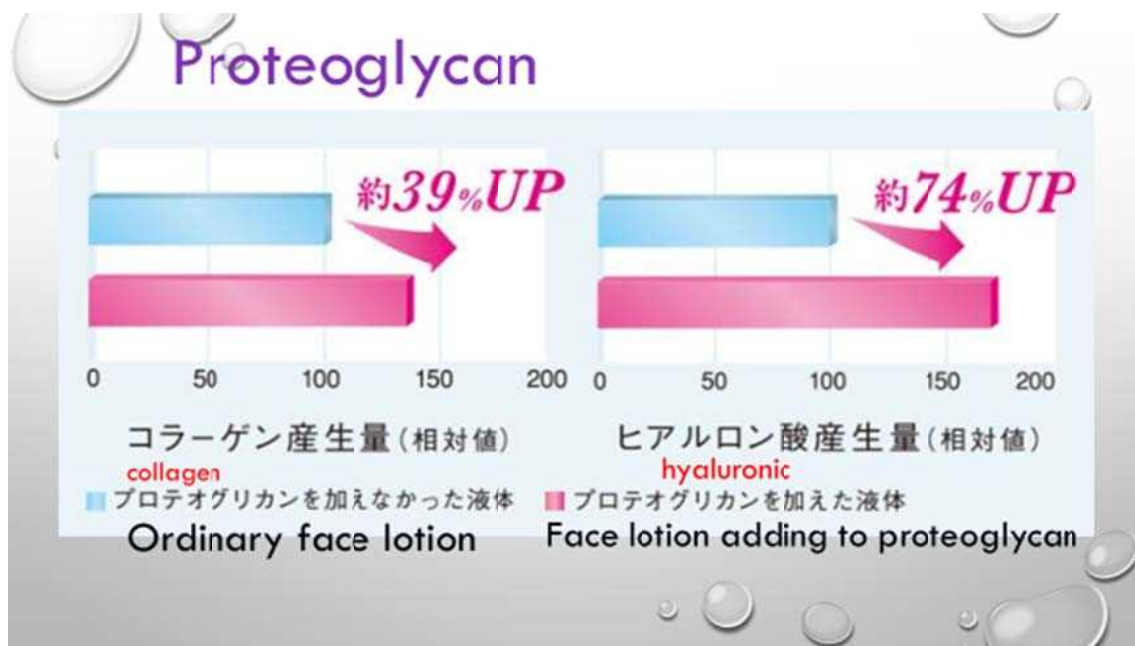 Proteoglycan
約39%UP
約74%UP
0 50 100 150 200
0 50 100 150 200
コラーゲン産生量(相対値)
ヒアルロン酸産生量(相対値)
collagen
hyaluronic
プロテオグリカンを加えなかった液体
プロテオグリカンを加えた液体
Ordinary face lotion
Face lotion adding to proteoglycan